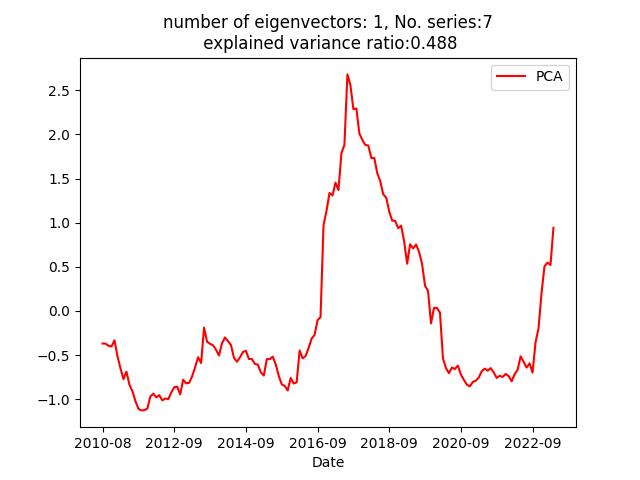 number of eigenvectors: 1, No. series:7
explained variance ratio:0.488
PCA
2.5
2.0
1.5
1.0
0.5
0.0
−0.5
−1.0
2010-08 2012-09 2014-09 2016-09 2018-09 2020-09 2022-09
Date